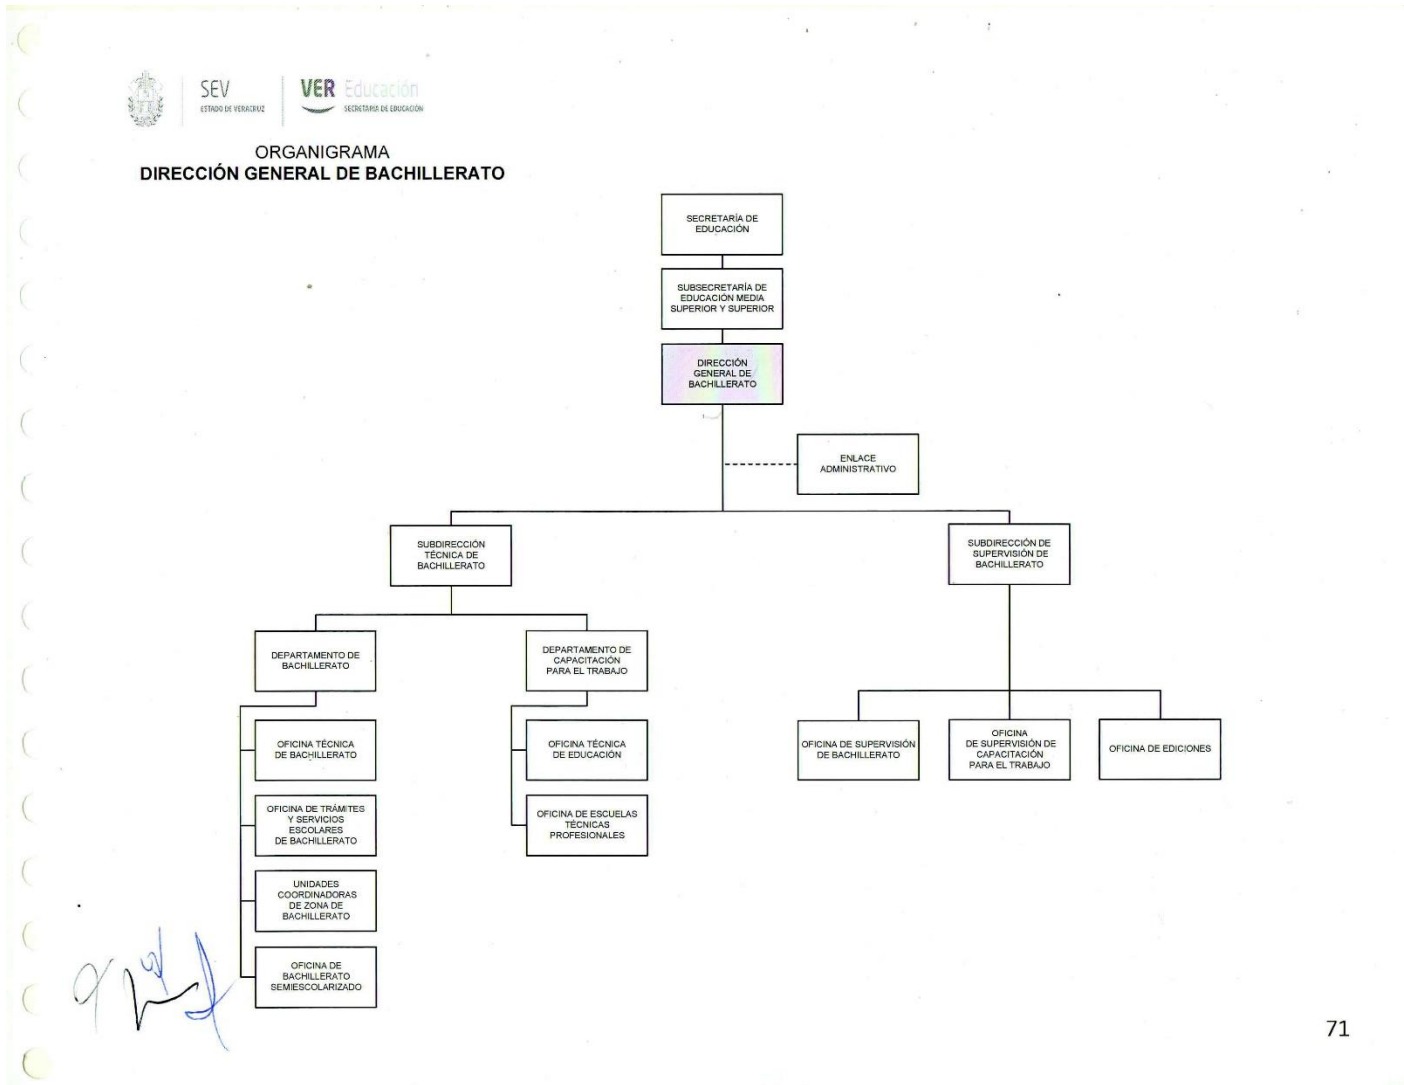 SEV
ESTADO DE VERACRUZ
VER Educación
SECRETARÍA DE EDUCACIÓN
ORGANIGRAMA
DIRECCIÓN GENERAL DE BACHILLERATO
SECRETARÍA DE
EDUCACIÓN
SUBSECRETARÍA DE
EDUCACIÓN MEDIA
SUPERIOR Y SUPERIOR
DIRECCIÓN
GENERAL DE
BACHILLERATO
ENLACE
ADMINISTRATIVO
SUBDIRECCIÓN
TÉCNICA DE
BACHILLERATO
SUBDIRECCIÓN DE
SUPERVISIÓN DE
BACHILLERATO
DEPARTAMENTO DE
BACHILLERATO
DEPARTAMENTO DE
CAPACITACIÓN
PARA EL TRABAJO
OFICINA TÉCNICA
DE BACHILLERATO
OFICINA TÉCNICA
DE EDUCACIÓN
OFICINA DE SUPERVISIÓN
DE BACHILLERATO
OFICINA
DE SUPERVISIÓN DE
CAPACITACIÓN
PARA EL TRABAJO
OFICINA DE EDICIONES
OFICINA DE TRÁMITES
Y SERVICIOS
ESCOLARES
DE BACHILLERATO
OFICINA DE ESCUELAS
TÉCNICAS
PROFESIONALES
UNIDADES
COORDINADORAS
DE ZONA DE
BACHILLERATO
OFICINA DE
BACHILLERATO
SEMIESCOLARIZADO
71